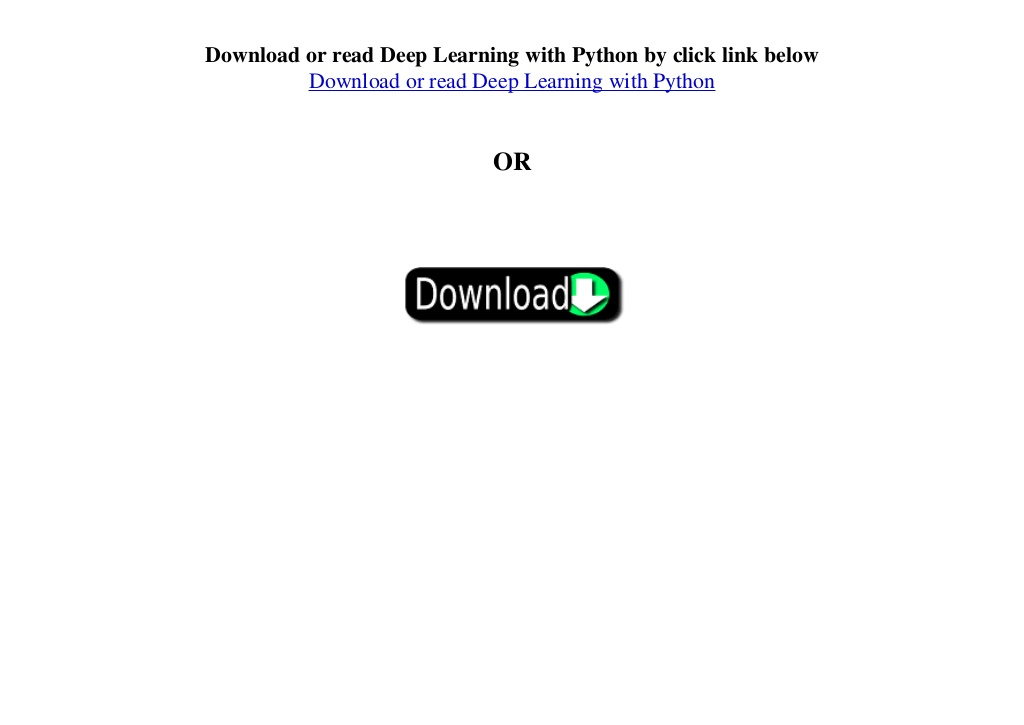 Download or read Deep Learning with Python by click link below
Download or read Deep Learning with Python
OR
Download